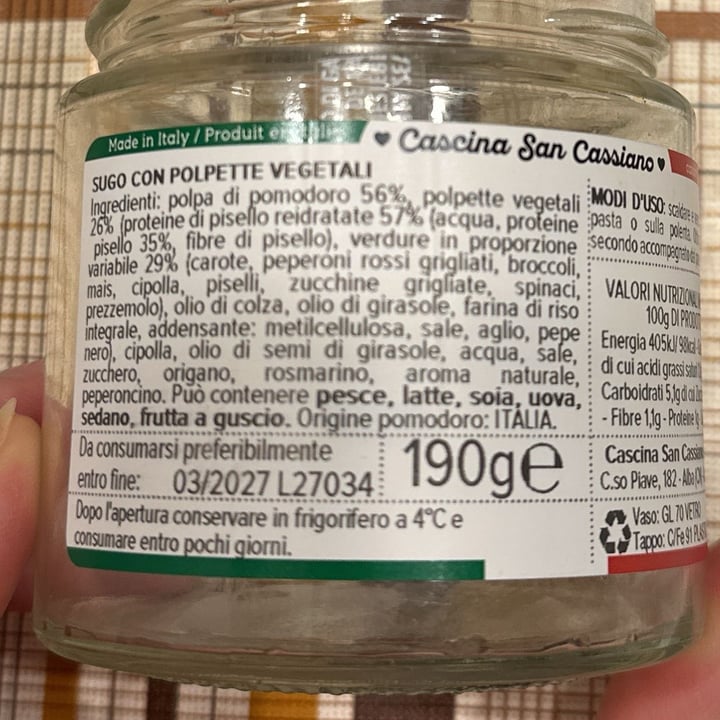 Made in Italy / Produit en
Cascina San Cassiano
SUGO CON POLPETTE VEGETALI
Ingredienti: polpa di pomodoro 56%, polpette vegetali
26% (proteine di pisello reidratate 57% (acqua, proteine
pisello 35%, fibre di pisello), verdure in proporzione
variabile 29% (carote, peperoni rossi grigliati, broccoli,
mais, cipolla, piselli, zucchine grigliate, spinaci,
prezzemolo), olio di colza, olio di girasole, farina di riso
integrale, addensante: metilcellulosa, sale, aglio, pepe
nero), cipolla, olio di semi di girasole, acqua, sale,
zucchero, origano, rosmarino, aroma naturale,
peperoncino. Può contenere pesce, latte, soia, uova,
sedano, frutta a guscio. Origine pomodoro: ITALIA.
Da consumarsi preferibilmente
entro fine: 03/2027 L27034
190g℮
Dopo l'apertura conservare in frigorifero a 4°C e
consumare entro pochi giorni.
MODI D'USO:
pasta o sulla polenta,
secondo accompagnato
VALORI NUTRIZIONALI
100g DI
Energia 405kJ/
di cui acidi grassi
Carboidrati 5,1g di cui
- Fibre 1,1g - Proteine
Cascina San Cassiano
C.so Piave, 182 - Alba
Vaso: GL 70 VETRO
Tappo: C/Fe 91